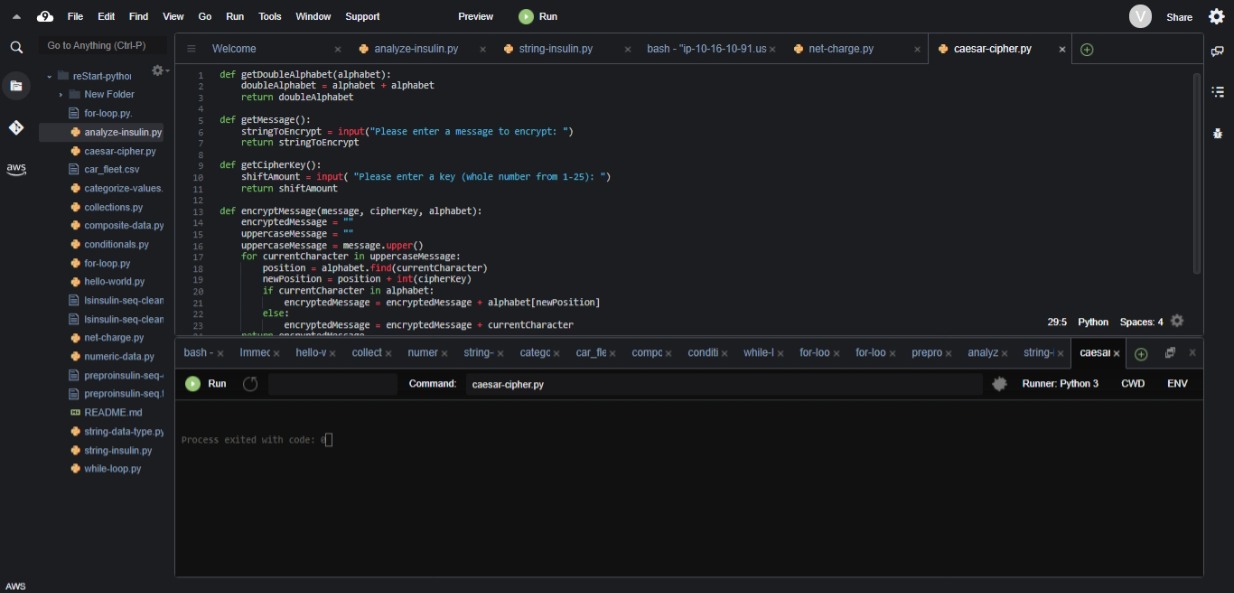 File Edit Find View Go Run Tools Window Support Preview Run Share
V
Go to Anything (Ctrl-P)
Welcome analyze-insulin.py string-insulin.py bash - "ip-10-16-10-91.us net-charge.py caesar-cipher.py
reStart-python
New Folder
for-loop.py.
analyze-insulin.py
caesar-cipher.py
car_fleet.csv
categorize-values.
collections.py
composite-data.py
conditionals.py
for-loop.py
hello-world.py
lsinsulin-seq-clean
lsinsulin-seq-clean
net-charge.py
numeric-data.py
preproinsulin-seq-
preproinsulin-seq.
README.md
string-data-type.py
string-insulin.py
while-loop.py
aws
1 def getDoubleAlphabet(alphabet):
2 doubleAlphabet = alphabet + alphabet
3 return doubleAlphabet
4
5 def getMessage():
6 stringToEncrypt = input("Please enter a message to encrypt: ")
7 return stringToEncrypt
8
9 def getCipherKey():
10 shiftAmount = input( "Please enter a key (whole number from 1-25): ")
11 return shiftAmount
12
13 def encryptMessage(message, cipherKey, alphabet):
14 encryptedMessage = ""
15 uppercaseMessage = ""
16 uppercaseMessage = message.upper()
17 for currentCharacter in uppercaseMessage:
18 position = alphabet.find(currentCharacter)
19 newPosition = position + int(cipherKey)
20 if currentCharacter in alphabet:
21 encryptedMessage = encryptedMessage + alphabet[newPosition]
22 else:
23 encryptedMessage = encryptedMessage + currentCharacter
24 return encryptedMessage
29:5 Python Spaces: 4
bash - Immec hello-v collect numer string- catego car_fle compo conditi while-l for-loo for-loo prepro analyz string-i caesar
Run Command: caesar-cipher.py Runner: Python 3 CWD ENV
Process exited with code: 0
AWS